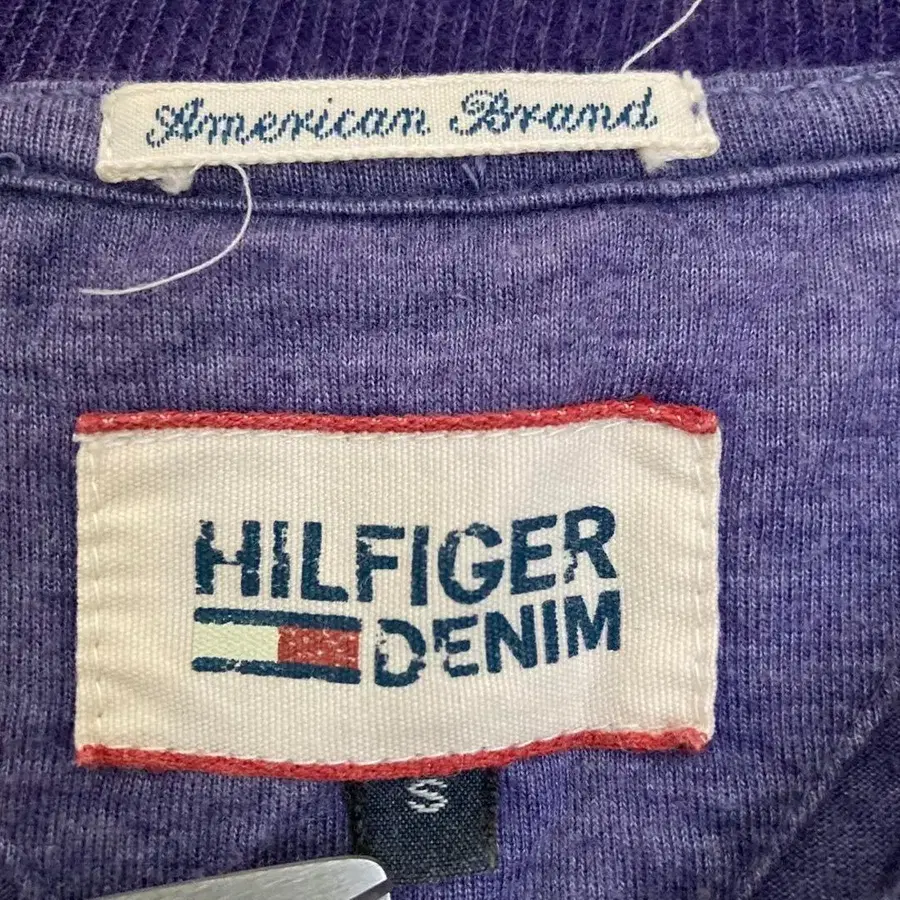 American Brand
HILFIGER
DENIM
S